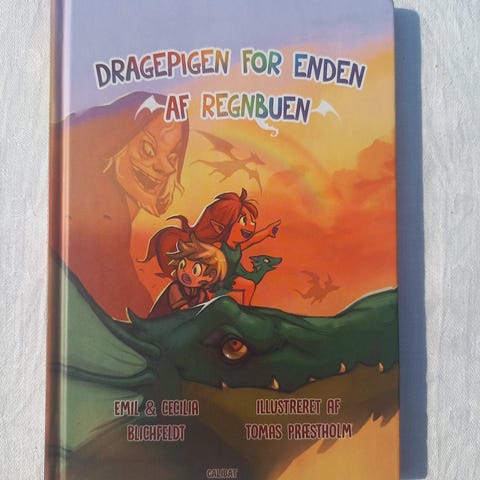 DRAGEPIGEN FOR ENDEN
AF REGNBUEN
EMIL & CECILIA
BLICHFELDT
ILLUSTRERET AF
TOMAS PRÆSTHOLM
CALIBAT